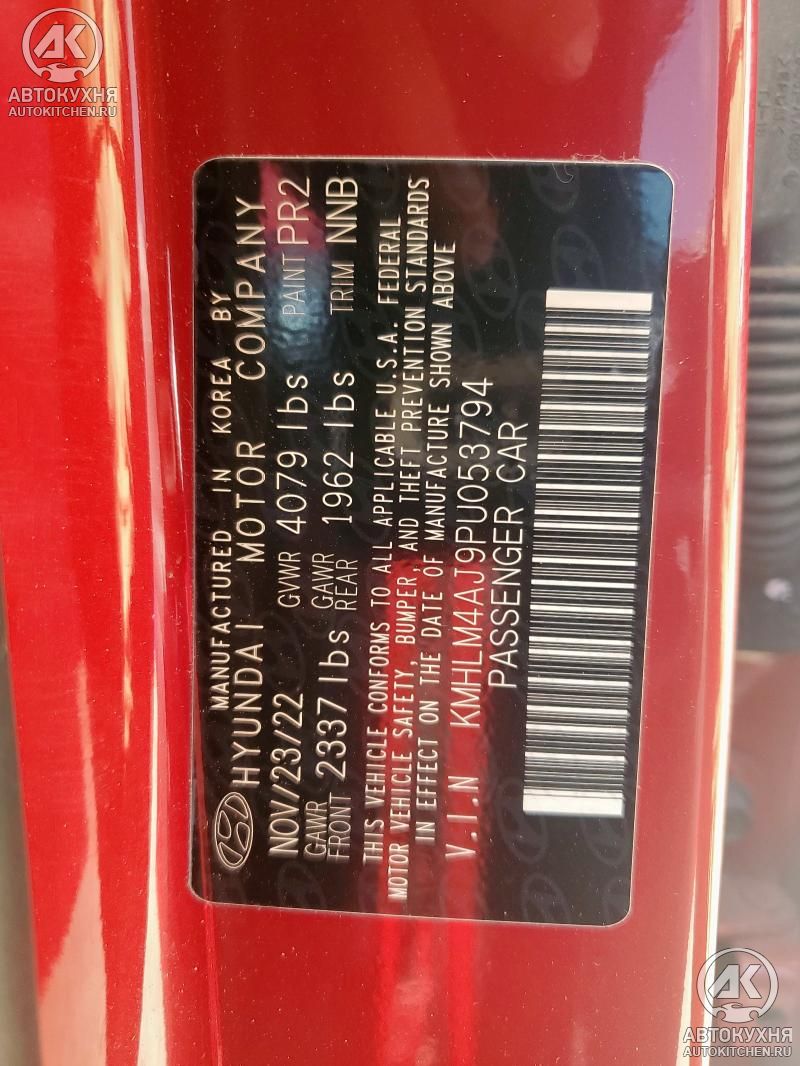 AK
АВТОКУХНЯ
AUTOKITCHEN.RU
MANUFACTURED IN KOREA BY
HYUNDAI MOTOR COMPANY
NOV/23/22 GVWR 4079 lbs PAINT PR2
GAWR FRONT 2337 lbs GAWR REAR 1962 lbs TRIM NNB
THIS VEHICLE CONFORMS TO ALL APPLICABLE U.S.A. FEDERAL
MOTOR VEHICLE SAFETY, BUMPER, AND THEFT PREVENTION STANDARDS
IN EFFECT ON THE DATE OF MANUFACTURE SHOWN ABOVE
V.I.N KMHLM4AJ9PU053794
PASSENGER CAR
AK
АВТОКУХНЯ
AUTOKITCHEN.RU